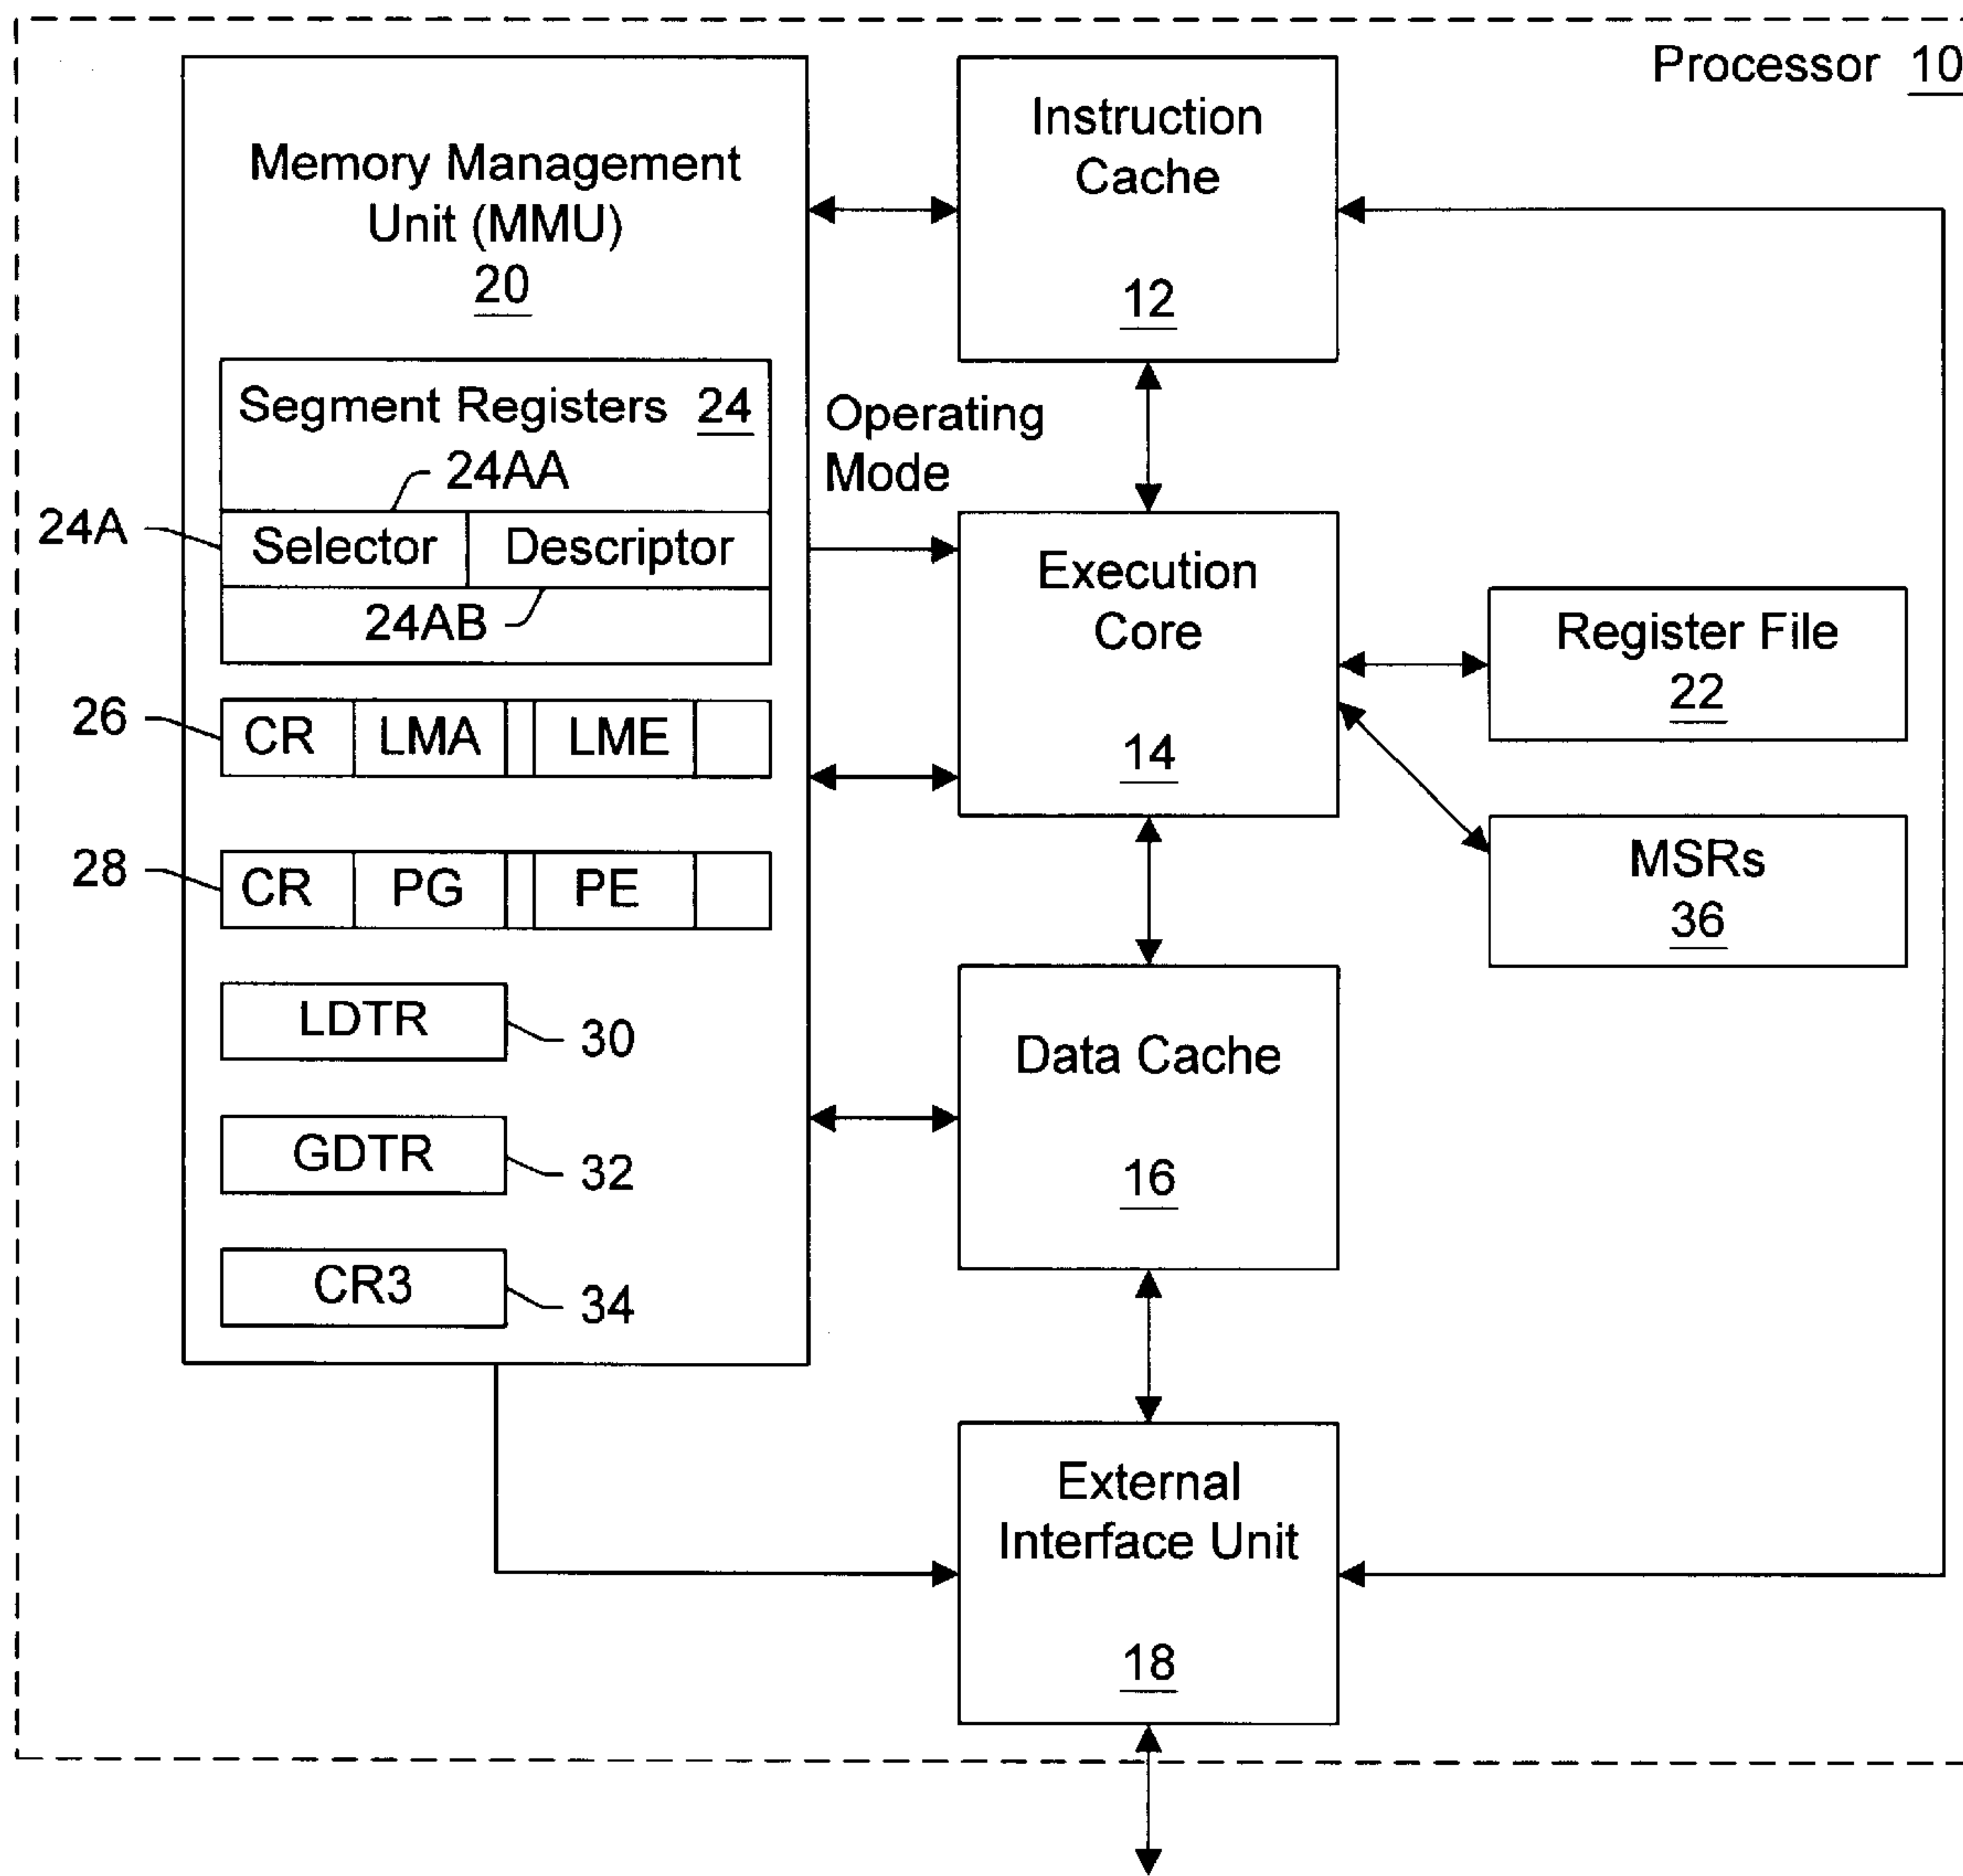 Processor 10
Memory Management
Unit (MMU)
20
Segment Registers 24
24AA
24A
Selector
Descriptor
24AB
26
CR
LMA
LME
28
CR
PG
PE
LDTR
30
GDTR
32
CR3
34
Instruction
Cache
12
Operating
Mode
Execution
Core
14
Register File
22
MSRs
36
Data Cache
16
External
Interface Unit
18